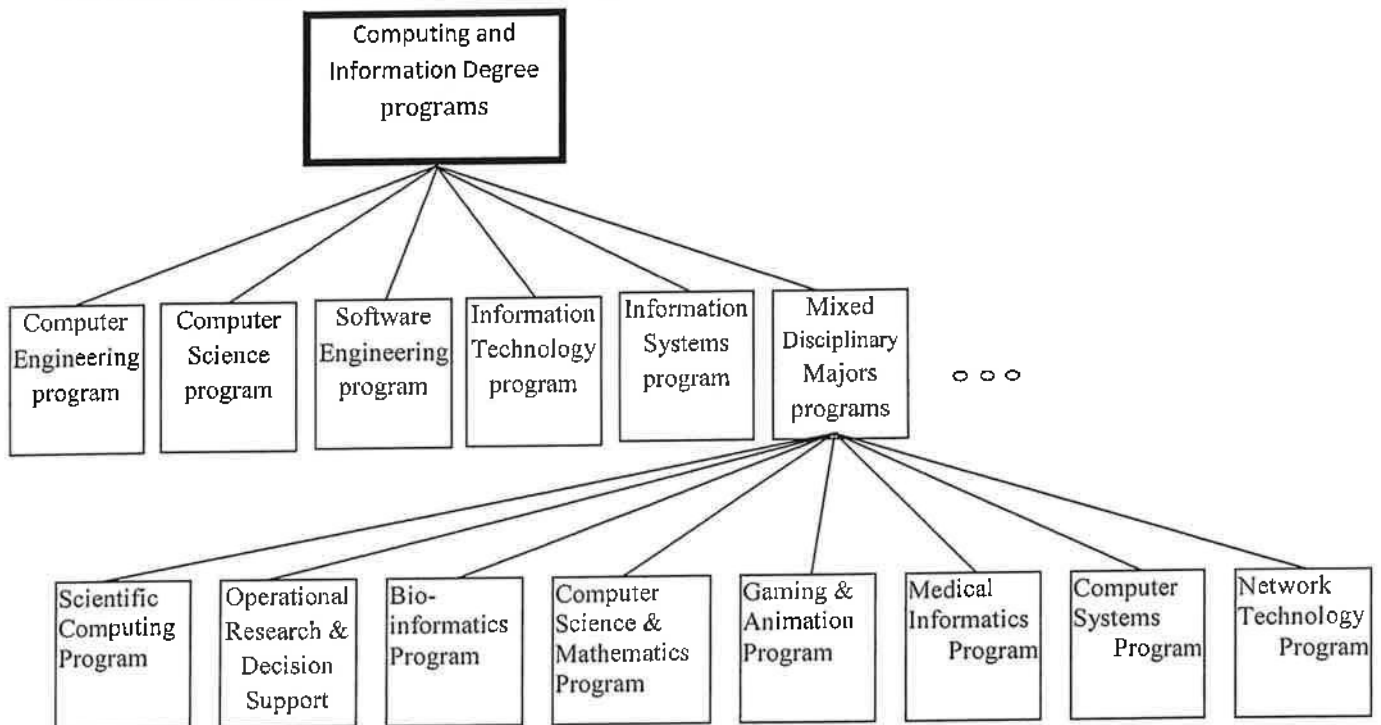 Computing and
Information Degree
programs
Computer
Engineering
program
Computer
Science
program
Software
Engineering
program
Information
Technology
program
Information
Systems
program
Mixed
Disciplinary
Majors
programs
Scientific
Computing
Program
Operational
Research &
Decision
Support
Bio-
informatics
Program
Computer
Science &
Mathematics
Program
Gaming &
Animation
Program
Medical
Informatics
Program
Computer
Systems
Program
Network
Technology
Program